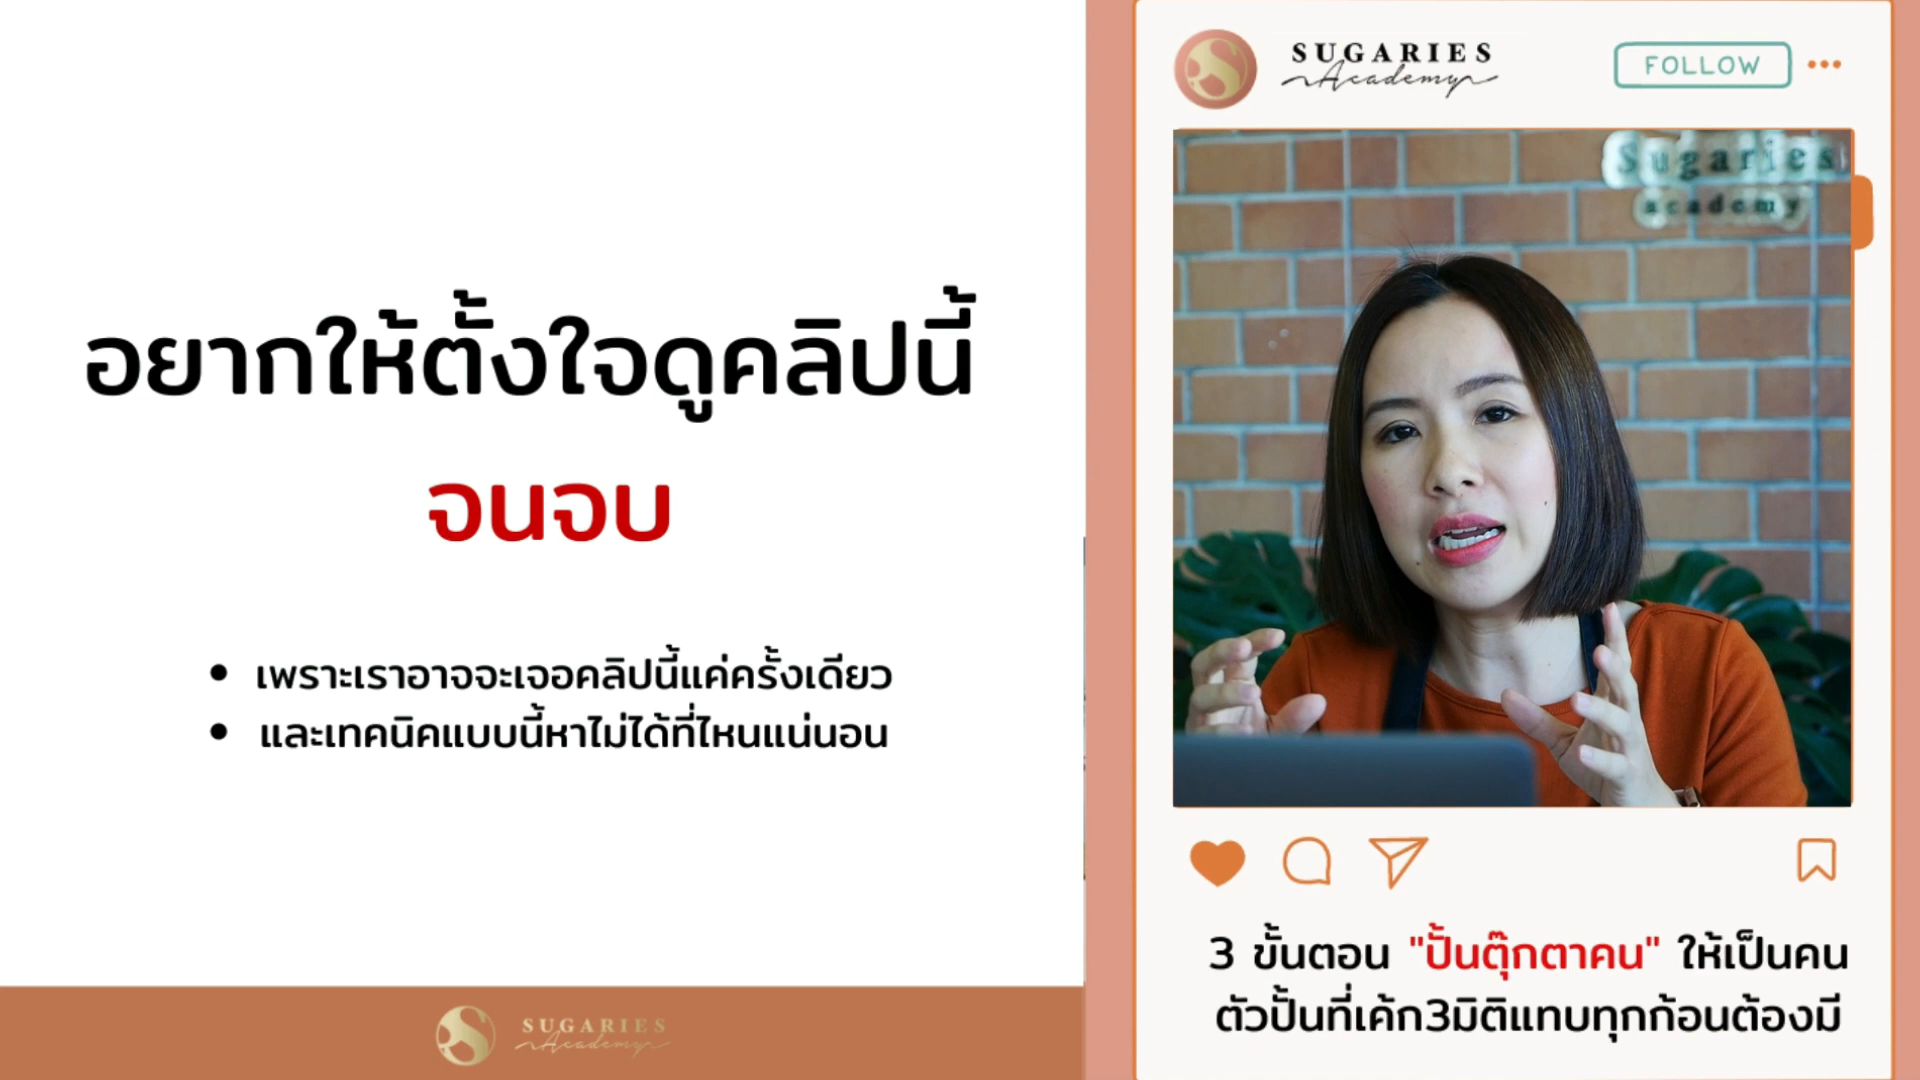 อยากให้ตั้งใจดูคลิปนี้
จนจบ
• เพราะเราอาจจะเจอคลิปนี้แค่ครั้งเดียว
• และเทคนิคแบบนี้หาไม่ได้ที่ไหนแน่นอน
SUGARIES
Academy
SUGARIES
Academy
FOLLOW
Sugaries
academy
3 ขั้นตอน "ปั้นตุ๊กตาคน" ให้เป็นคน
ตัวปั้นที่เค้ก3มิติแทบทุกก้อนต้องมี